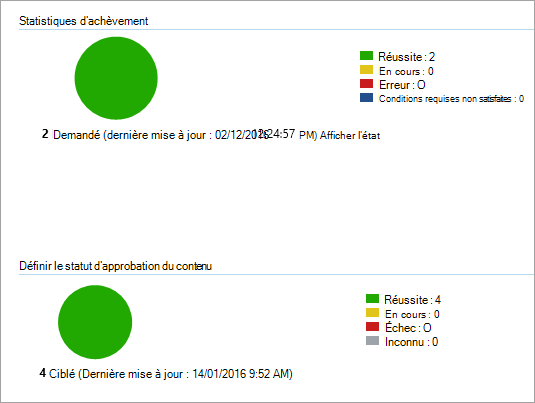 Statistiques d'achèvement
Réussite : 2
En cours : 0
Erreur : O
Conditions requises non satisfaites : 0
2 Demandé (dernière mise à jour : 02/12/2016 12:24:57 PM) Afficher l'état
Définir le statut d'approbation du contenu
Réussite : 4
En cours : 0
Échec : O
Inconnu : 0
4 Ciblé (Dernière mise à jour : 14/01/2016 9:52 AM)